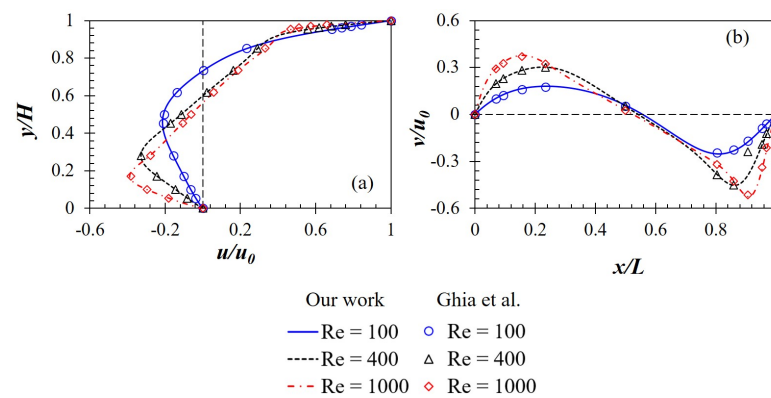 1
0.8
0.6
0.4
0.2
0
-0.6
-0.2
0.2
0.6
1
y/H
u/u0
(a)
0.6
0.3
0
-0.3
-0.6
0
0.2
0.4
0.6
0.8
1
v/u0
x/L
(b)
Our work Ghia et al.
Re = 100 Re = 100
Re = 400 Re = 400
Re = 1000 Re = 1000